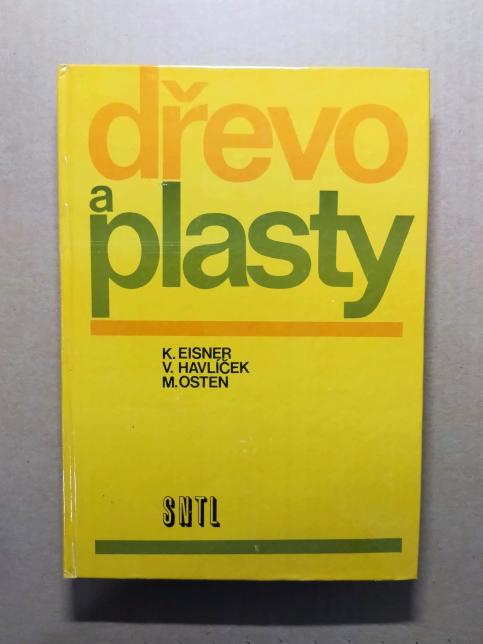 dřevo
a
plasty
K. EISNER
V. HAVLÍČEK
M. OSTEN
SNTL